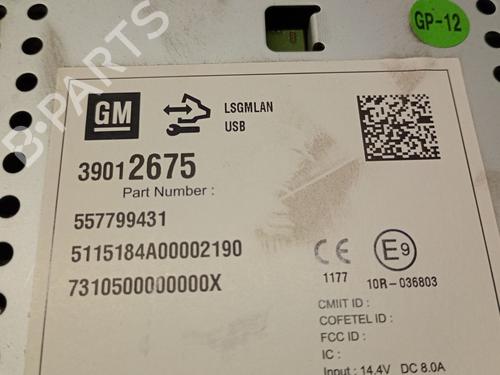 GP-12
GM
LSGMLAN
USB
39012675
Part Number :
557799431
5115184A00002190
7310500000000X
CE
E9
1177
10R-036803
CMIIT ID :
COFETEL ID :
FCC ID :
IC :
Input : 14.4V DC 8.0A
B-PARTS